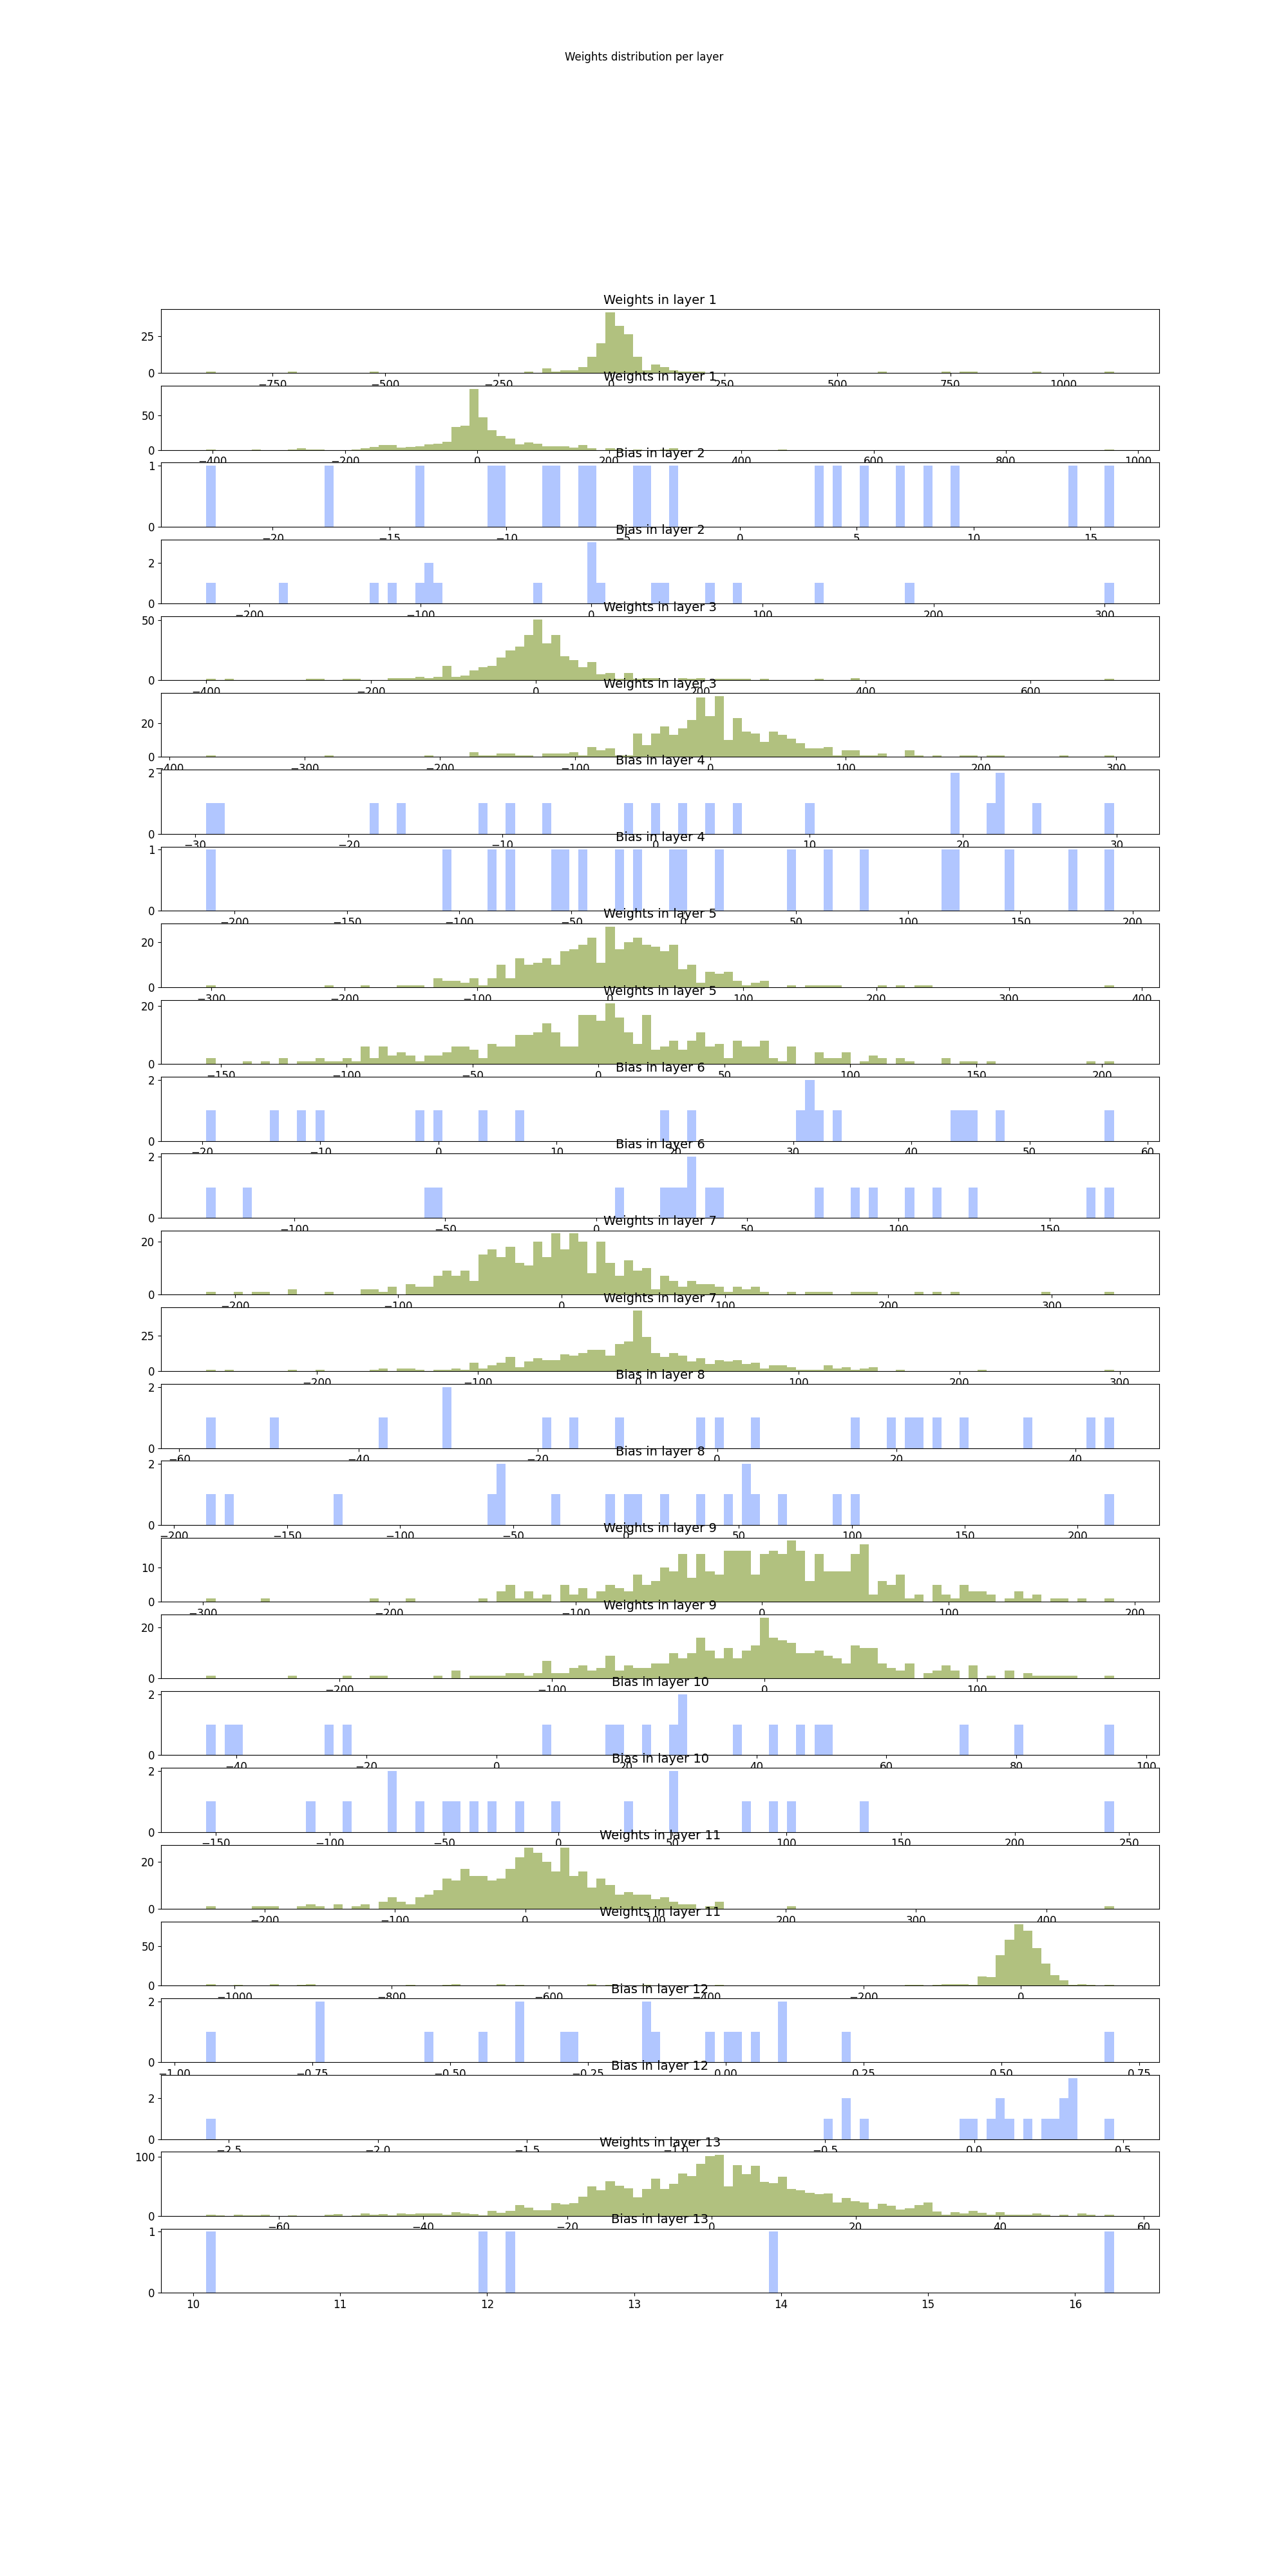 Weights distribution per layer
Weights in layer 1
25
0
−750 −500 −250 0 250 500 750 1000
Weights in layer 1
50
0
−400 −200 0 200 400 600 800 1000
Bias in layer 2
1
0
−20 −15 −10 −5 0 5 10 15
Bias in layer 2
2
0
−200 −100 0 100 200 300
Weights in layer 3
50
0
−400 −200 0 200 400 600
Weights in layer 3
20
0
−400 −300 −200 −100 0 100 200 300
Bias in layer 4
2
0
−30 −20 −10 0 10 20 30
Bias in layer 4
1
0
−200 −150 −100 −50 0 50 100 150 200
Weights in layer 5
20
0
−300 −200 −100 0 100 200 300 400
Weights in layer 5
20
0
−150 −100 −50 0 50 100 150 200
Bias in layer 6
2
0
−20 −10 0 10 20 30 40 50 60
Bias in layer 6
2
0
−100 −50 0 50 100 150
Weights in layer 7
20
0
−200 −100 0 100 200 300
Weights in layer 7
25
0
−200 −100 0 100 200 300
Bias in layer 8
2
0
−60 −40 −20 0 20 40
Bias in layer 8
2
0
−200 −150 −100 −50 0 50 100 150 200
Weights in layer 9
10
0
−300 −200 −100 0 100 200
Weights in layer 9
20
0
−200 −100 0 100
Bias in layer 10
2
0
−40 −20 0 20 40 60 80 100
Bias in layer 10
2
0
−150 −100 −50 0 50 100 150 200 250
Weights in layer 11
20
0
−200 −100 0 100 200 300 400
Weights in layer 11
50
0
−1000 −800 −600 −400 −200 0
Bias in layer 12
2
0
−1.00 −0.75 −0.50 −0.25 0.00 0.25 0.50 0.75
Bias in layer 12
2
0
−2.5 −2.0 −1.5 −1.0 −0.5 0.0 0.5
Weights in layer 13
100
0
−60 −40 −20 0 20 40 60
Bias in layer 13
1
0
10 11 12 13 14 15 16